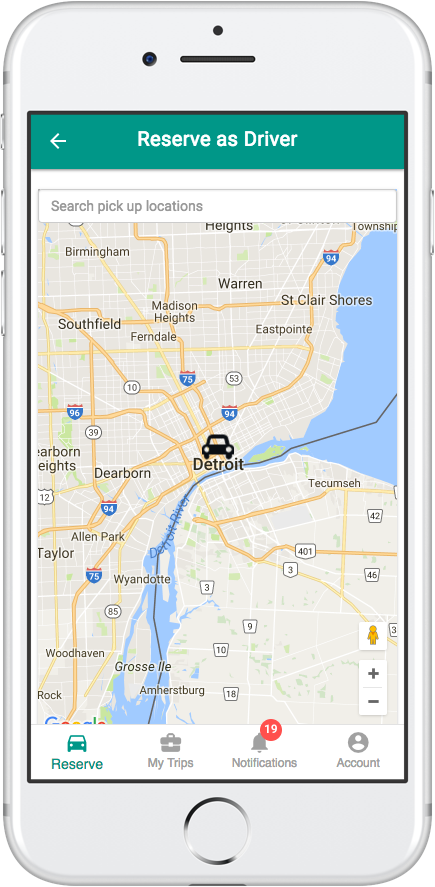 Reserve as Driver
Search pick up locations
Heights
Township
Birmingham
94
Warren
St Clair Shores
Madison
Heights
Southfield
Ferndale
Eastpointe
75
10
53
96
94
39
earborn
eights
Detroit
Dearborn
Tecumseh
12
94
42
Detroit River
Allen Park
Taylor
401
3
75
46
Wyandotte
3
85
9
3
Woodhaven
10
Grosse Ile
Rock
Amherstburg
18
+
−
Google
19
Reserve
My Trips
Notifications
Account